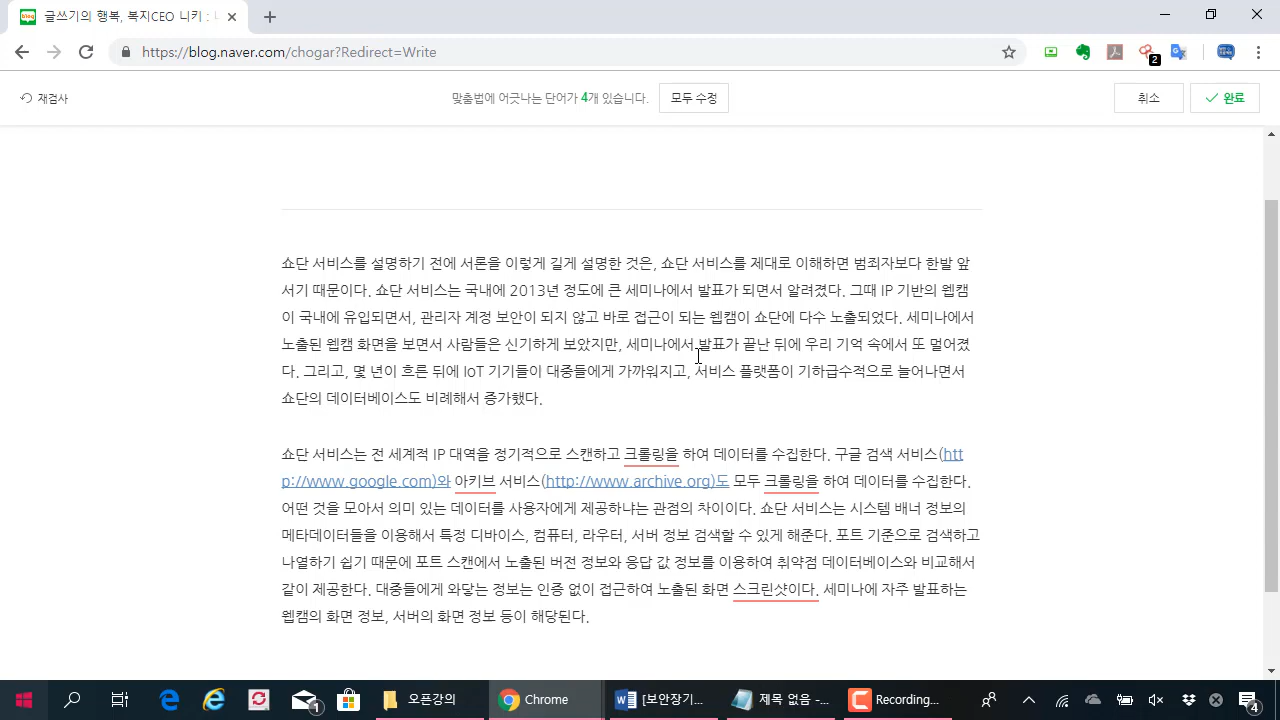 글쓰기의 행복, 복지CEO 니키 :
https://blog.naver.com/chogar?Redirect=Write
2
재검사
맞춤법에 어긋나는 단어가 4개 있습니다.
모두 수정
취소
완료
쇼단 서비스를 설명하기 전에 서론을 이렇게 길게 설명한 것은, 쇼단 서비스를 제대로 이해하면 범죄자보다 한발 앞
서기 때문이다. 쇼단 서비스는 국내에 2013년 정도에 큰 세미나에서 발표가 되면서 알려졌다. 그때 IP 기반의 웹캠
이 국내에 유입되면서, 관리자 계정 보안이 되지 않고 바로 접근이 되는 웹캠이 쇼단에 다수 노출되었다. 세미나에서
노출된 웹캠 화면을 보면서 사람들은 신기하게 보았지만, 세미나에서 발표가 끝난 뒤에 우리 기억 속에서 또 멀어졌
다. 그리고, 몇 년이 흐른 뒤에 IoT 기기들이 대중들에게 가까워지고, 서비스 플랫폼이 기하급수적으로 늘어나면서
쇼단의 데이터베이스도 비례해서 증가했다.
쇼단 서비스는 전 세계적 IP 대역을 정기적으로 스캔하고 크롤링을 하여 데이터를 수집한다. 구글 검색 서비스(htt
p://www.google.com)와 아키브 서비스(http://www.archive.org)도 모두 크롤링을 하여 데이터를 수집한다.
어떤 것을 모아서 의미 있는 데이터를 사용자에게 제공하냐는 관점의 차이이다. 쇼단 서비스는 시스템 배너 정보의
메타데이터들을 이용해서 특정 디바이스, 컴퓨터, 라우터, 서버 정보 검색할 수 있게 해준다. 포트 기준으로 검색하고
나열하기 쉽기 때문에 포트 스캔에서 노출된 버전 정보와 응답 값 정보를 이용하여 취약점 데이터베이스와 비교해서
같이 제공한다. 대중들에게 와닿는 정보는 인증 없이 접근하여 노출된 화면 스크린샷이다. 세미나에 자주 발표하는
웹캠의 화면 정보, 서버의 화면 정보 등이 해당된다.
1
오픈강의
Chrome
[보안장기...
제목 없음 -...
Recording...
4